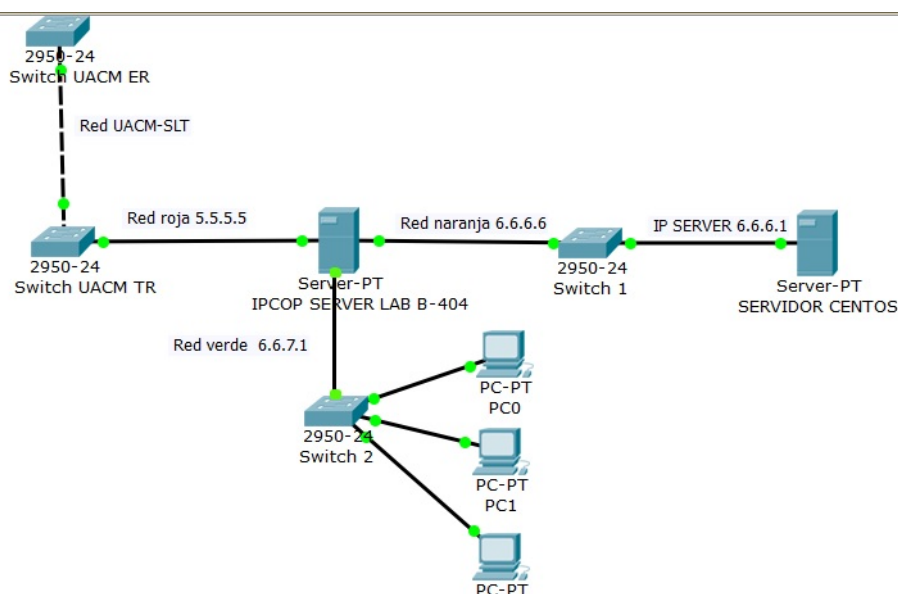 2950-24
Switch UACM ER
Red UACM-SLT
Red roja 5.5.5.5
Red naranja 6.6.6.6
IP SERVER 6.6.6.1
2950-24
Switch UACM TR
Server-PT
IPCOP SERVER LAB B-404
2950-24
Switch 1
Server-PT
SERVIDOR CENTOS
Red verde 6.6.7.1
PC-PT
PC0
2950-24
Switch 2
PC-PT
PC1
PC-PT